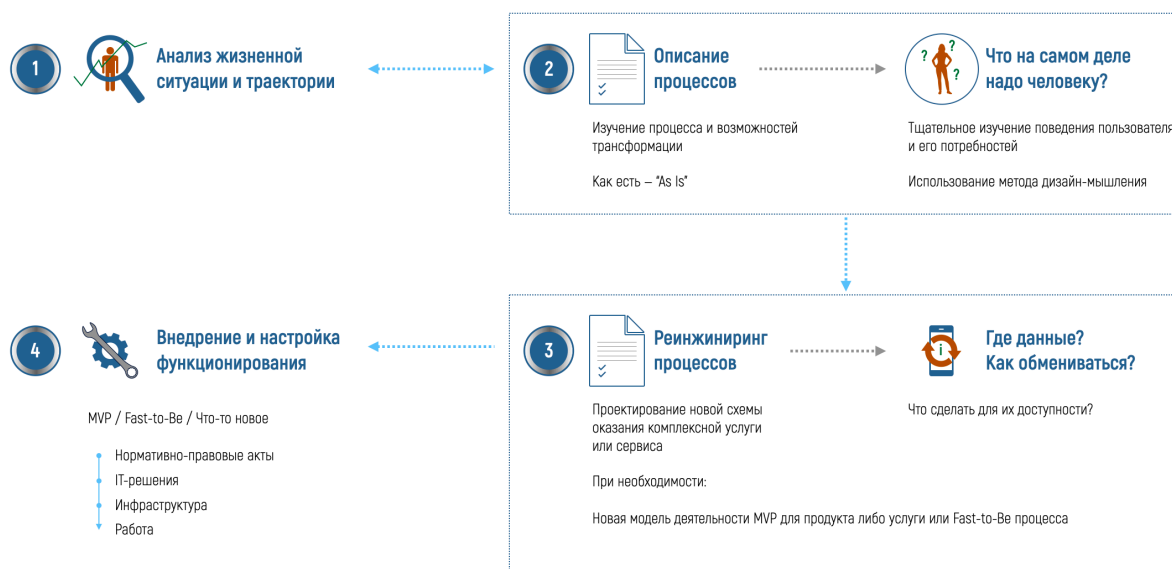 1
Анализ жизненной
ситуации и траектории
2
Описание
процессов
Изучение процесса и возможностей
трансформации
Как есть – "As Is"
? ? ?
?
Что на самом деле
надо человеку?
Тщательное изучение поведения пользователя
и его потребностей
Использование метода дизайн-мышления
3
Реинжиниринг
процессов
Проектирование новой схемы
оказания комплексной услуги
или сервиса
При необходимости:
Новая модель деятельности MVP для продукта либо услуги или Fast-to-Be процесса
i
Где данные?
Как обмениваться?
Что сделать для их доступности?
4
Внедрение и настройка
функционирования
MVP / Fast-to-Be / Что-то новое
Нормативно-правовые акты
IT-решения
Инфраструктура
Работа